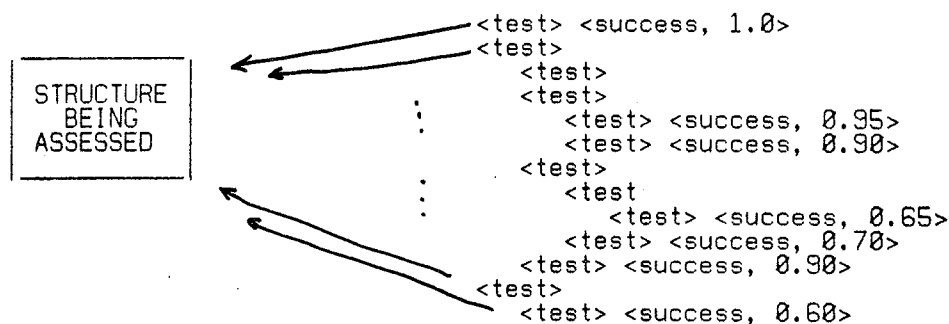 <test> <success, 1.0>
<test>
<test>
<test>
<test> <success, 0.95>
<test> <success, 0.90>
<test>
<test
<test> <success, 0.65>
<test> <success, 0.70>
<test> <success, 0.90>
<test>
<test> <success, 0.60>
STRUCTURE
BEING
ASSESSED